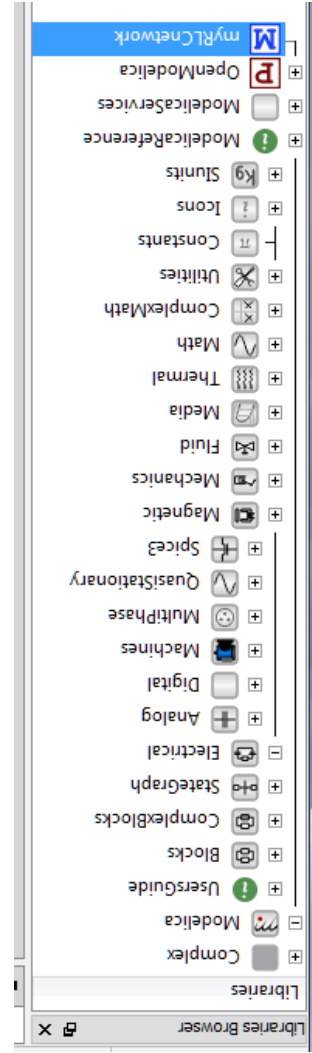 Libraries Browser
Libraries
Complex
Modelica
UsersGuide
Blocks
ComplexBlocks
StateGraph
Electrical
Analog
Digital
Machines
MultiPhase
QuasiStationary
Spice3
Magnetic
Mechanics
Fluid
Media
Thermal
Math
ComplexMath
Utilities
π Constants
i Icons
Kg SIunits
i ModelicaReference
ModelicaServices
P OpenModelica
M myRLCnetwork